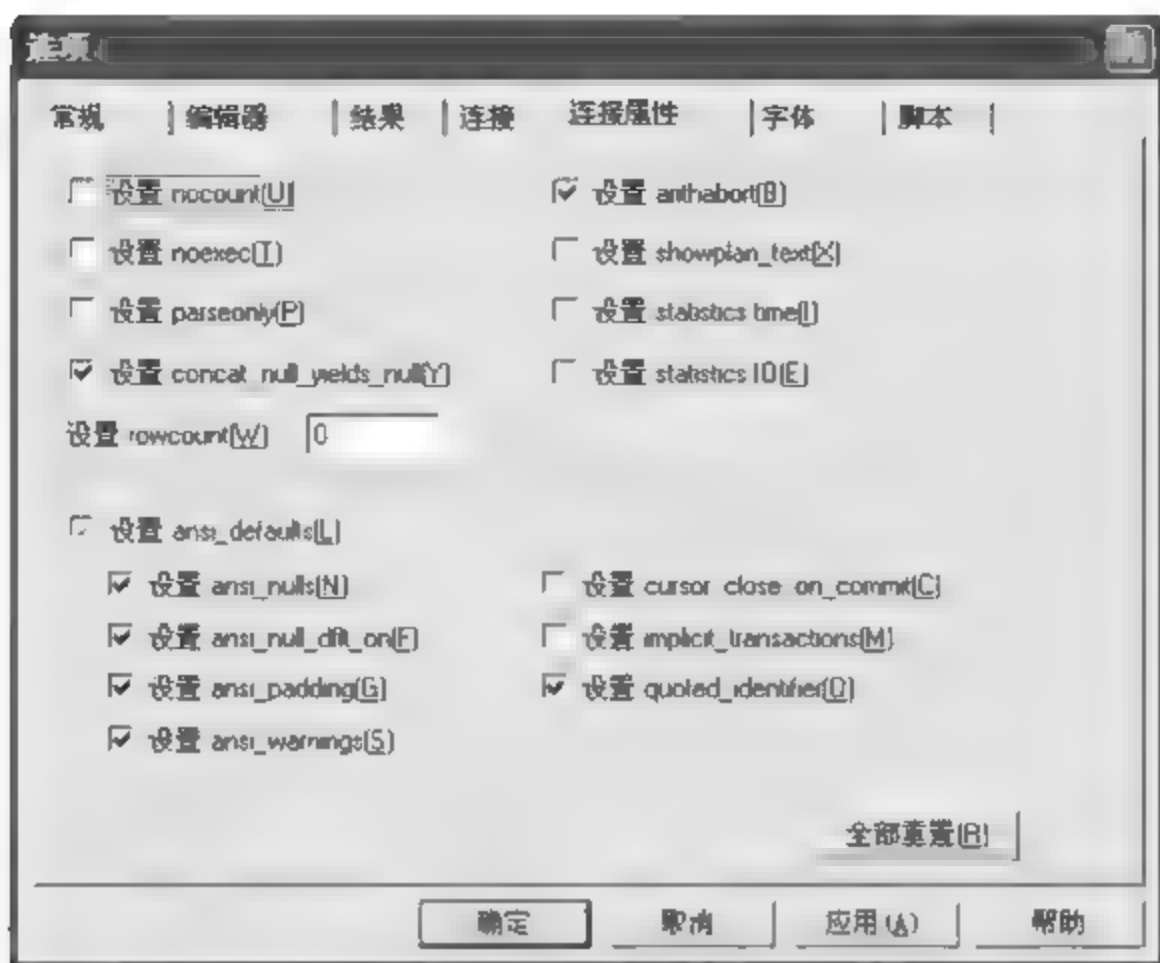 选项
常规 编辑器 结果 连接 连接属性 字体 脚本
设置 nocount(U)
设置 arithabort(B)
设置 noexec(T)
设置 showplan_text(X)
设置 parseonly(P)
设置 statistics time(I)
设置 concat_null_yields_null(Y)
设置 statistics IO(E)
设置 rowcount(W) 0
设置 ansi_defaults(L)
设置 ansi_nulls(N)
设置 cursor_close_on_commit(C)
设置 ansi_null_dflt_on(F)
设置 implicit_transactions(M)
设置 ansi_padding(G)
设置 quoted_identifier(Q)
设置 ansi_warnings(S)
全部重置(R)
确定 取消 应用(A) 帮助